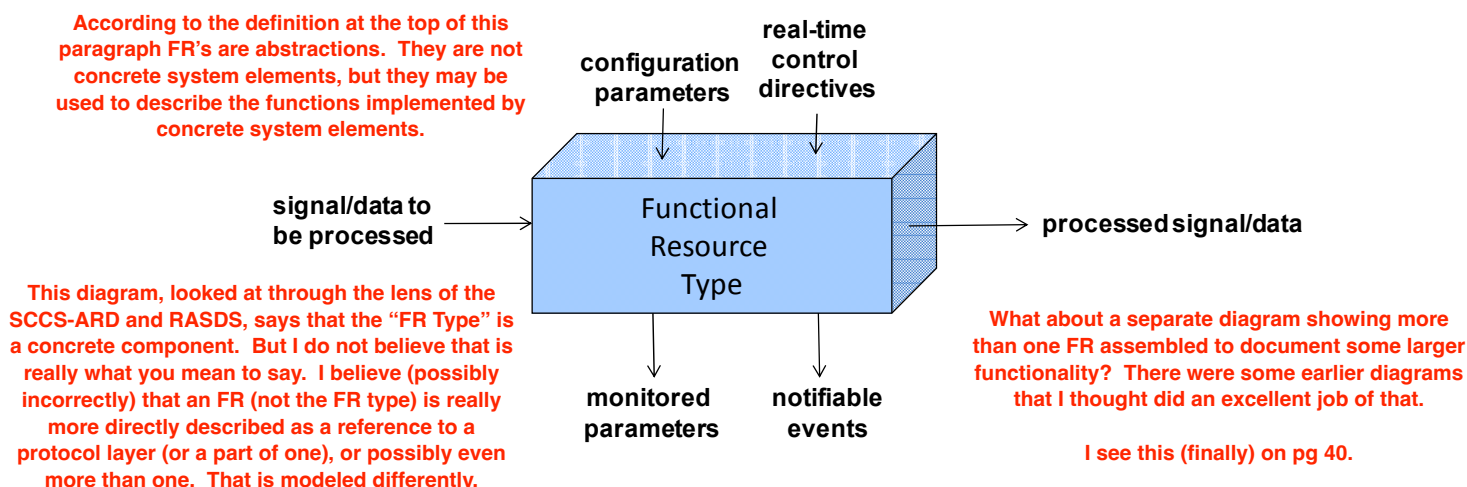 According to the definition at the top of this
paragraph FR's are abstractions.  They are not
concrete system elements, but they may be
used to describe the functions implemented by
concrete system elements.
configuration
parameters
real-time
control
directives
signal/data to
be processed
Functional
Resource
Type
processed signal/data
This diagram, looked at through the lens of the
SCCS-ARD and RASDS, says that the “FR Type” is
a concrete component.  But I do not believe that is
really what you mean to say.  I believe (possibly
incorrectly) that an FR (not the FR type) is really
more directly described as a reference to a
protocol layer (or a part of one), or possibly even
more than one.  That is modeled differently.
monitored
parameters
notifiable
events
What about a separate diagram showing more
than one FR assembled to document some larger
functionality?  There were some earlier diagrams
that I thought did an excellent job of that.
I see this (finally) on pg 40.